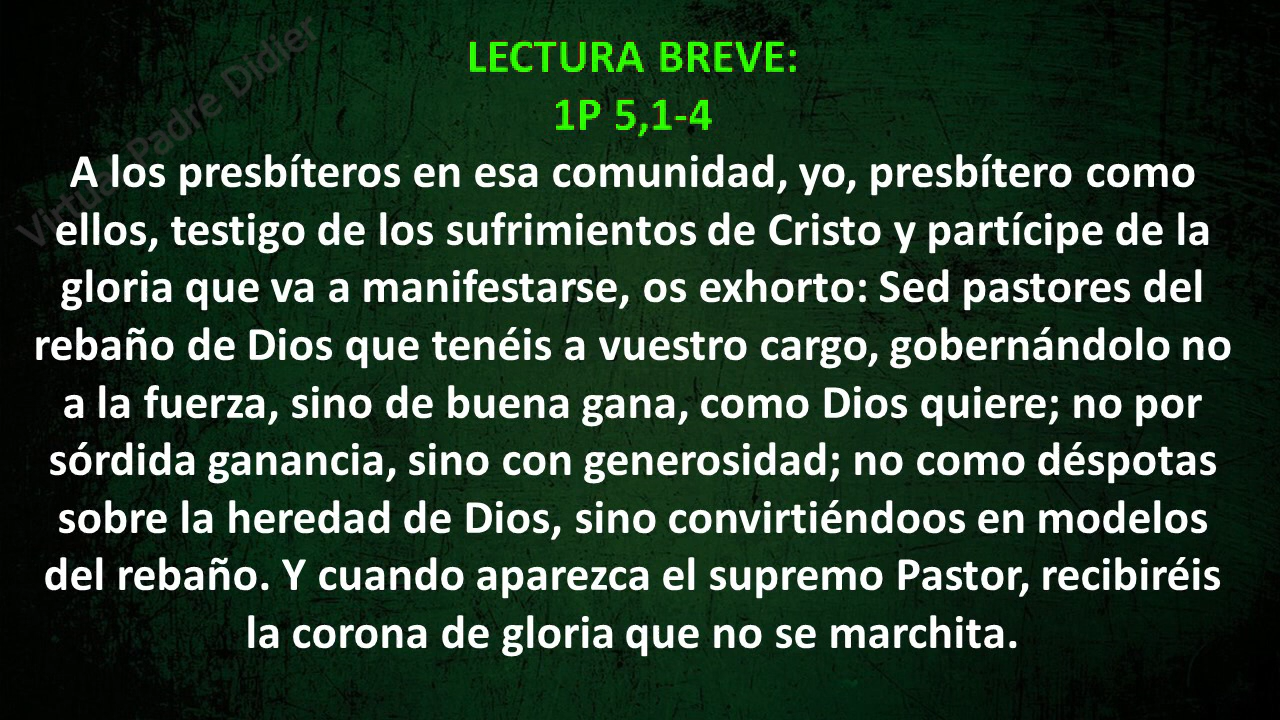 LECTURA BREVE:
1P 5,1-4
A los presbíteros en esa comunidad, yo, presbítero como
ellos, testigo de los sufrimientos de Cristo y partícipe de la
gloria que va a manifestarse, os exhorto: Sed pastores del
rebaño de Dios que tenéis a vuestro cargo, gobernándolo no
a la fuerza, sino de buena gana, como Dios quiere; no por
sórdida ganancia, sino con generosidad; no como déspotas
sobre la heredad de Dios, sino convirtiéndoos en modelos
del rebaño. Y cuando aparezca el supremo Pastor, recibiréis
la corona de gloria que no se marchita.
Padre Didier